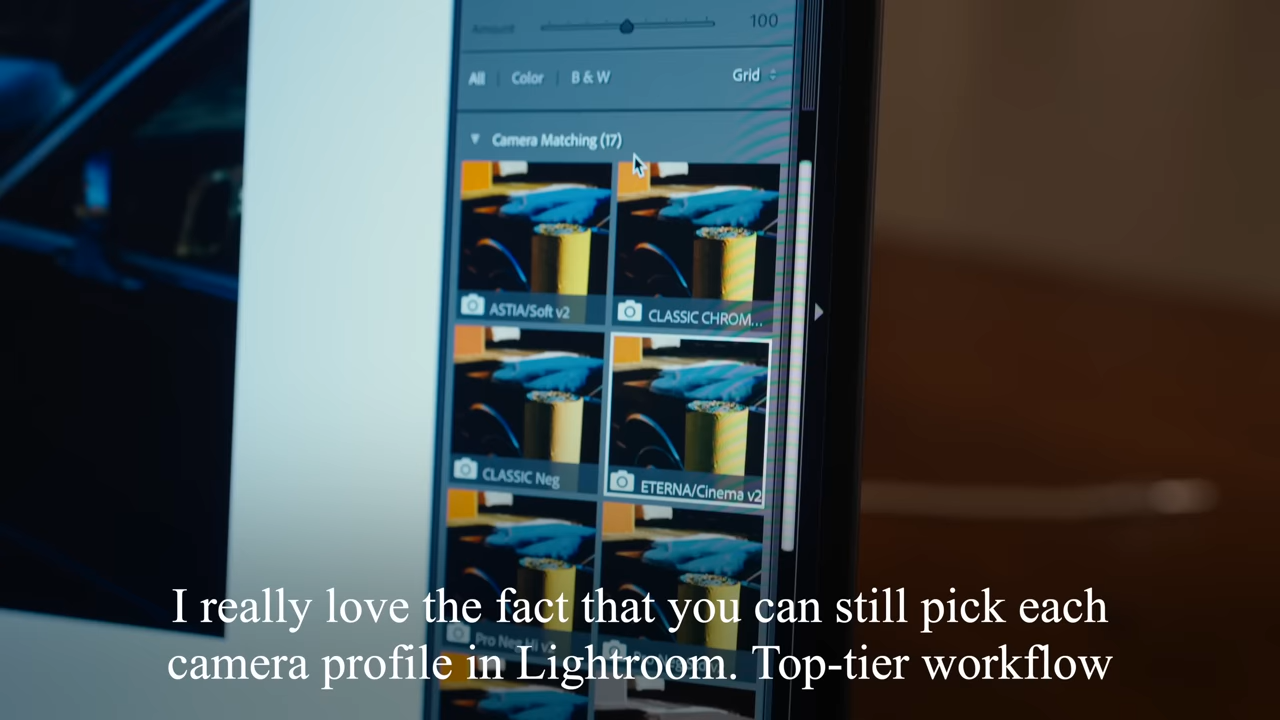 Amount 100
All Color B & W Grid
Camera Matching (17)
ASTIA/Soft v2 CLASSIC CHROM...
CLASSIC Neg ETERNA/Cinema v2
Pro Neg Hi v2
I really love the fact that you can still pick each
camera profile in Lightroom. Top-tier workflow